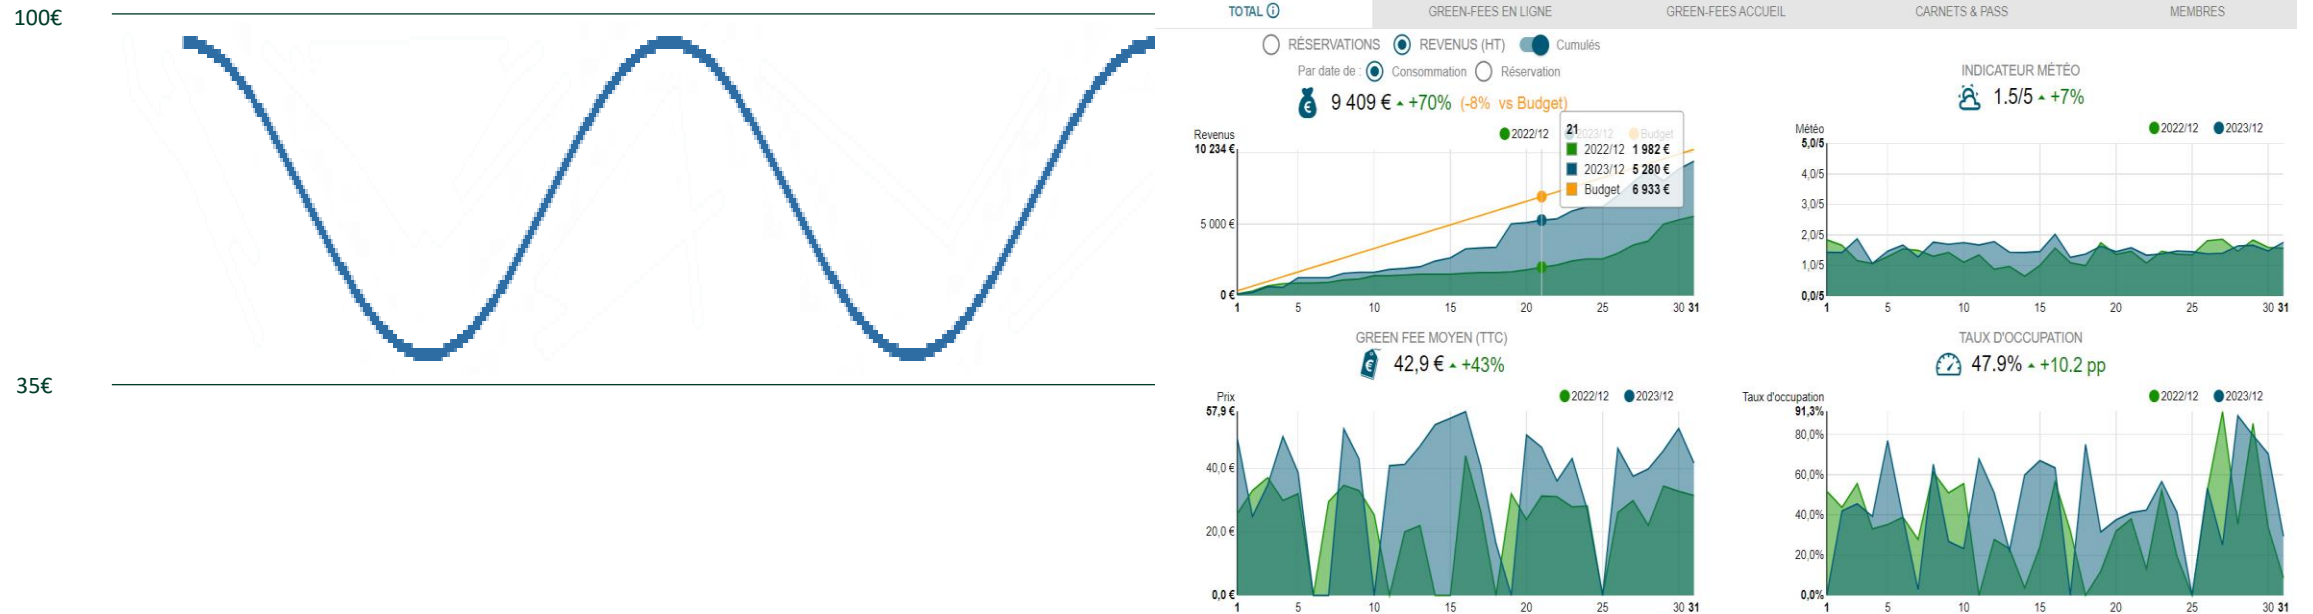 100€
35€
TOTAL
GREEN-FEES EN LIGNE
GREEN-FEES ACCUEIL
CARNETS & PASS
MEMBRES
RÉSERVATIONS
REVENUS (HT)
Cumulés
Par date de :
Consommation
Réservation
9 409 € +70% (-8% vs Budget)
Revenus
10 234 €
5 000 €
0 €
2022/12
2023/12
Budget
21
2022/12 1 982 €
2023/12 5 280 €
Budget 6 933 €
1 5 10 15 20 25 30 31
INDICATEUR MÉTÉO
1.5/5 +7%
Météo
2022/12 2023/12
5,0/5
4,0/5
3,0/5
2,0/5
1,0/5
0,0/5
1 5 10 15 20 25 30 31
GREEN FEE MOYEN (TTC)
42,9 € +43%
Prix
2022/12 2023/12
57,9 €
40,0 €
20,0 €
0,0 €
1 5 10 15 20 25 30 31
TAUX D'OCCUPATION
47.9% +10.2 pp
Taux d'occupation
2022/12 2023/12
91,3%
80,0%
60,0%
40,0%
20,0%
0,0%
1 5 10 15 20 25 30 31